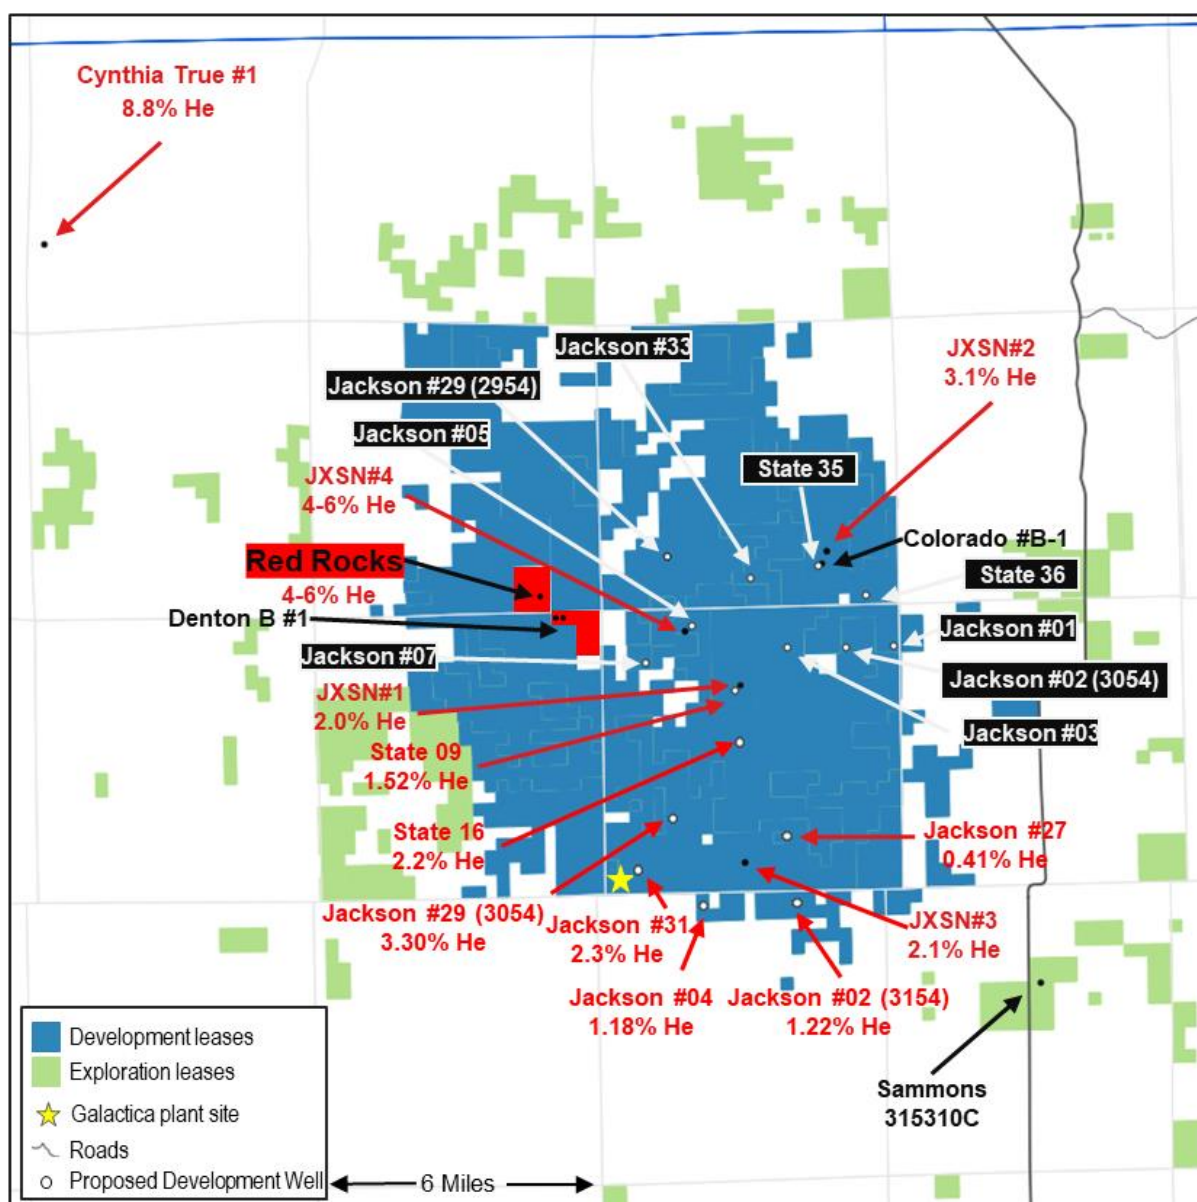 Cynthia True #1
8.8% He
Jackson #33
JXSN#2
3.1% He
Jackson #29 (2954)
Jackson #05
State 35
JXSN#4
4-6% He
Colorado #B-1
Red Rocks
4-6% He
State 36
Denton B #1
Jackson #01
Jackson #07
Jackson #02 (3054)
JXSN#1
2.0% He
Jackson #03
State 09
1.52% He
State 16
2.2% He
Jackson #27
0.41% He
Jackson #29 (3054)
3.30% He
Jackson #31
2.3% He
JXSN#3
2.1% He
Jackson #04
1.18% He
Jackson #02 (3154)
1.22% He
Sammons
315310C
Development leases
Exploration leases
Galactica plant site
Roads
Proposed Development Well
6 Miles